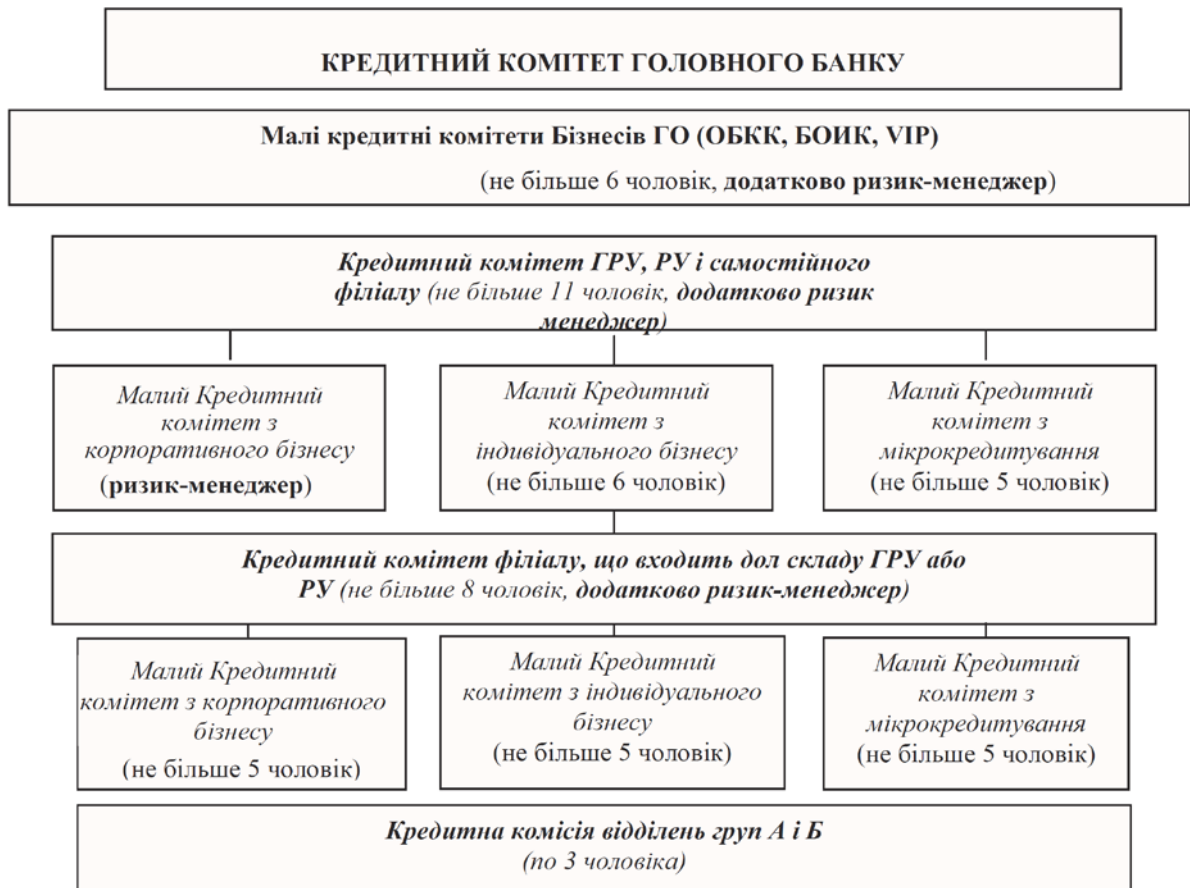 КРЕДИТНИЙ КОМІТЕТ ГОЛОВНОГО БАНКУ
Малі кредитні комітети Бізнесів ГО (ОБКК, БОИК, VIP)
(не більше 6 чоловік, додатково ризик-менеджер)
Кредитний комітет ГРУ, РУ і самостійного
філіалу (не більше 11 чоловік, додатково ризик
менеджер)
Малий Кредитний
комітет з
корпоративного бізнесу
(ризик-менеджер)
Малий Кредитний
комітет з
індивідуального бізнесу
(не більше 6 чоловік)
Малий Кредитний
комітет з
мікрокредитування
(не більше 5 чоловік)
Кредитний комітет філіалу, що входить дол складу ГРУ або
РУ (не більше 8 чоловік, додатково ризик-менеджер)
Малий Кредитний
комітет з корпоративного
бізнесу
(не більше 5 чоловік)
Малий Кредитний
комітет з індивідуального
бізнесу
(не більше 5 чоловік)
Малий Кредитний
комітет з
мікрокредитування
(не більше 5 чоловік)
Кредитна комісія відділень груп А і Б
(по 3 чоловіка)